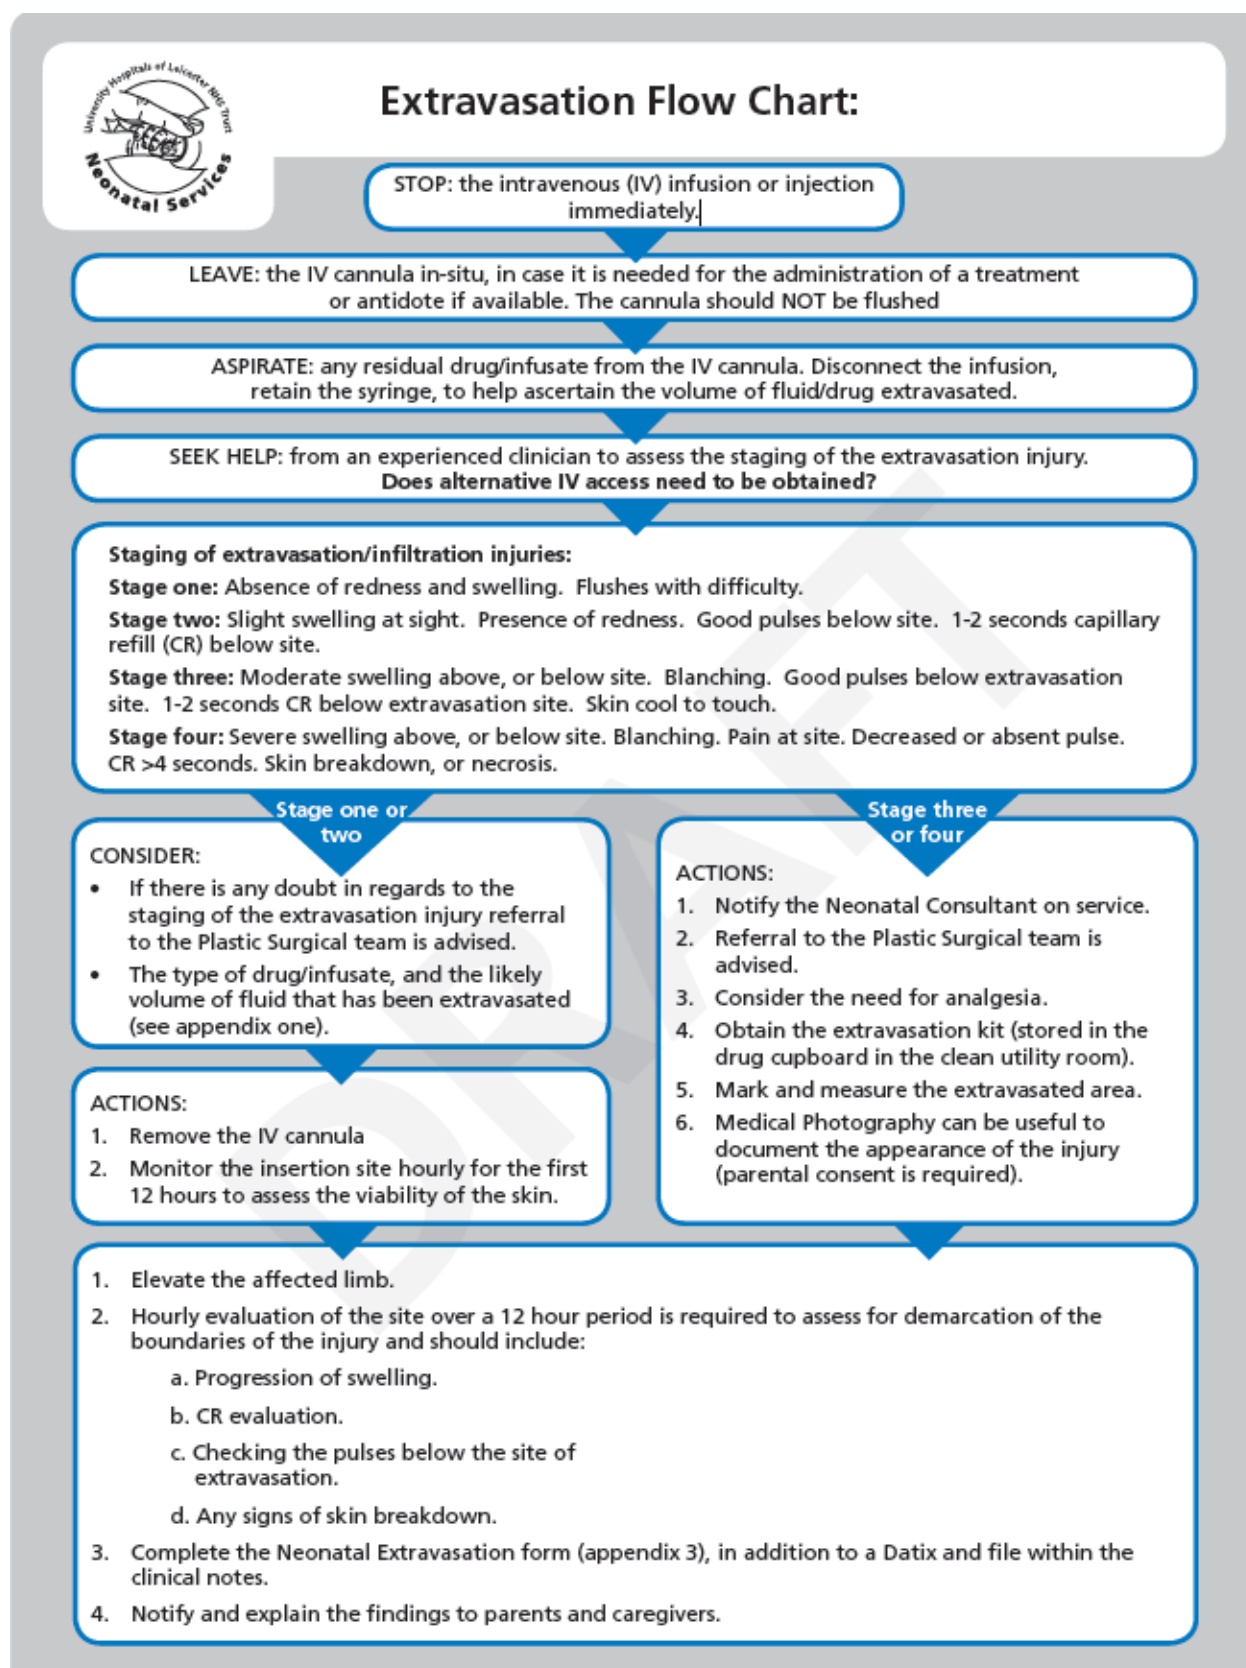 University Hospitals of Leicester NHS Trust
Neonatal Services
Extravasation Flow Chart:
STOP: the intravenous (IV) infusion or injection
immediately.
LEAVE: the IV cannula in-situ, in case it is needed for the administration of a treatment
or antidote if available. The cannula should NOT be flushed
ASPIRATE: any residual drug/infusate from the IV cannula. Disconnect the infusion,
retain the syringe, to help ascertain the volume of fluid/drug extravasated.
SEEK HELP: from an experienced clinician to assess the staging of the extravasation injury.
Does alternative IV access need to be obtained?
Staging of extravasation/infiltration injuries:
Stage one: Absence of redness and swelling. Flushes with difficulty.
Stage two: Slight swelling at sight. Presence of redness. Good pulses below site. 1-2 seconds capillary
refill (CR) below site.
Stage three: Moderate swelling above, or below site. Blanching. Good pulses below extravasation
site. 1-2 seconds CR below extravasation site. Skin cool to touch.
Stage four: Severe swelling above, or below site. Blanching. Pain at site. Decreased or absent pulse.
CR >4 seconds. Skin breakdown, or necrosis.
Stage one or
two
CONSIDER:
• If there is any doubt in regards to the
staging of the extravasation injury referral
to the Plastic Surgical team is advised.
• The type of drug/infusate, and the likely
volume of fluid that has been extravasated
(see appendix one).
ACTIONS:
1. Remove the IV cannula
2. Monitor the insertion site hourly for the first
12 hours to assess the viability of the skin.
Stage three
or four
ACTIONS:
1. Notify the Neonatal Consultant on service.
2. Referral to the Plastic Surgical team is
advised.
3. Consider the need for analgesia.
4. Obtain the extravasation kit (stored in the
drug cupboard in the clean utility room).
5. Mark and measure the extravasated area.
6. Medical Photography can be useful to
document the appearance of the injury
(parental consent is required).
1. Elevate the affected limb.
2. Hourly evaluation of the site over a 12 hour period is required to assess for demarcation of the
boundaries of the injury and should include:
a. Progression of swelling.
b. CR evaluation.
c. Checking the pulses below the site of
extravasation.
d. Any signs of skin breakdown.
3. Complete the Neonatal Extravasation form (appendix 3), in addition to a Datix and file within the
clinical notes.
4. Notify and explain the findings to parents and caregivers.
DRAFT